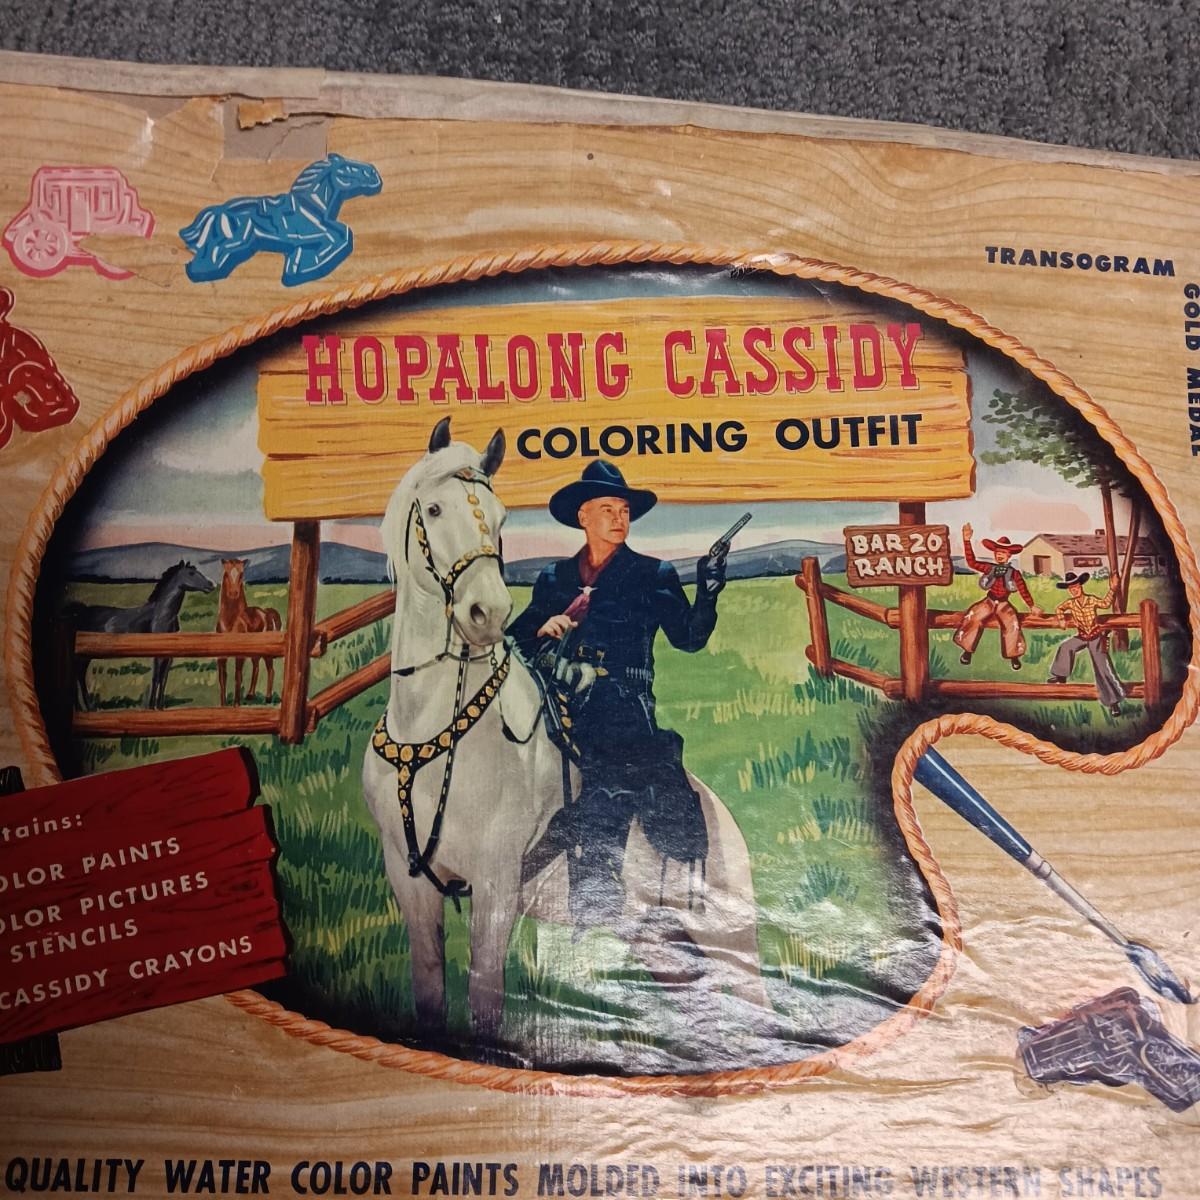 TRANSOGRAM
GOLD MEDAL
HOPALONG CASSIDY
COLORING OUTFIT
BAR 20
RANCH
tains:
OLOR PAINTS
OLOR PICTURES
STENCILS
CASSIDY CRAYONS
QUALITY WATER COLOR PAINTS MOLDED INTO EXCITING WESTERN SHAPES